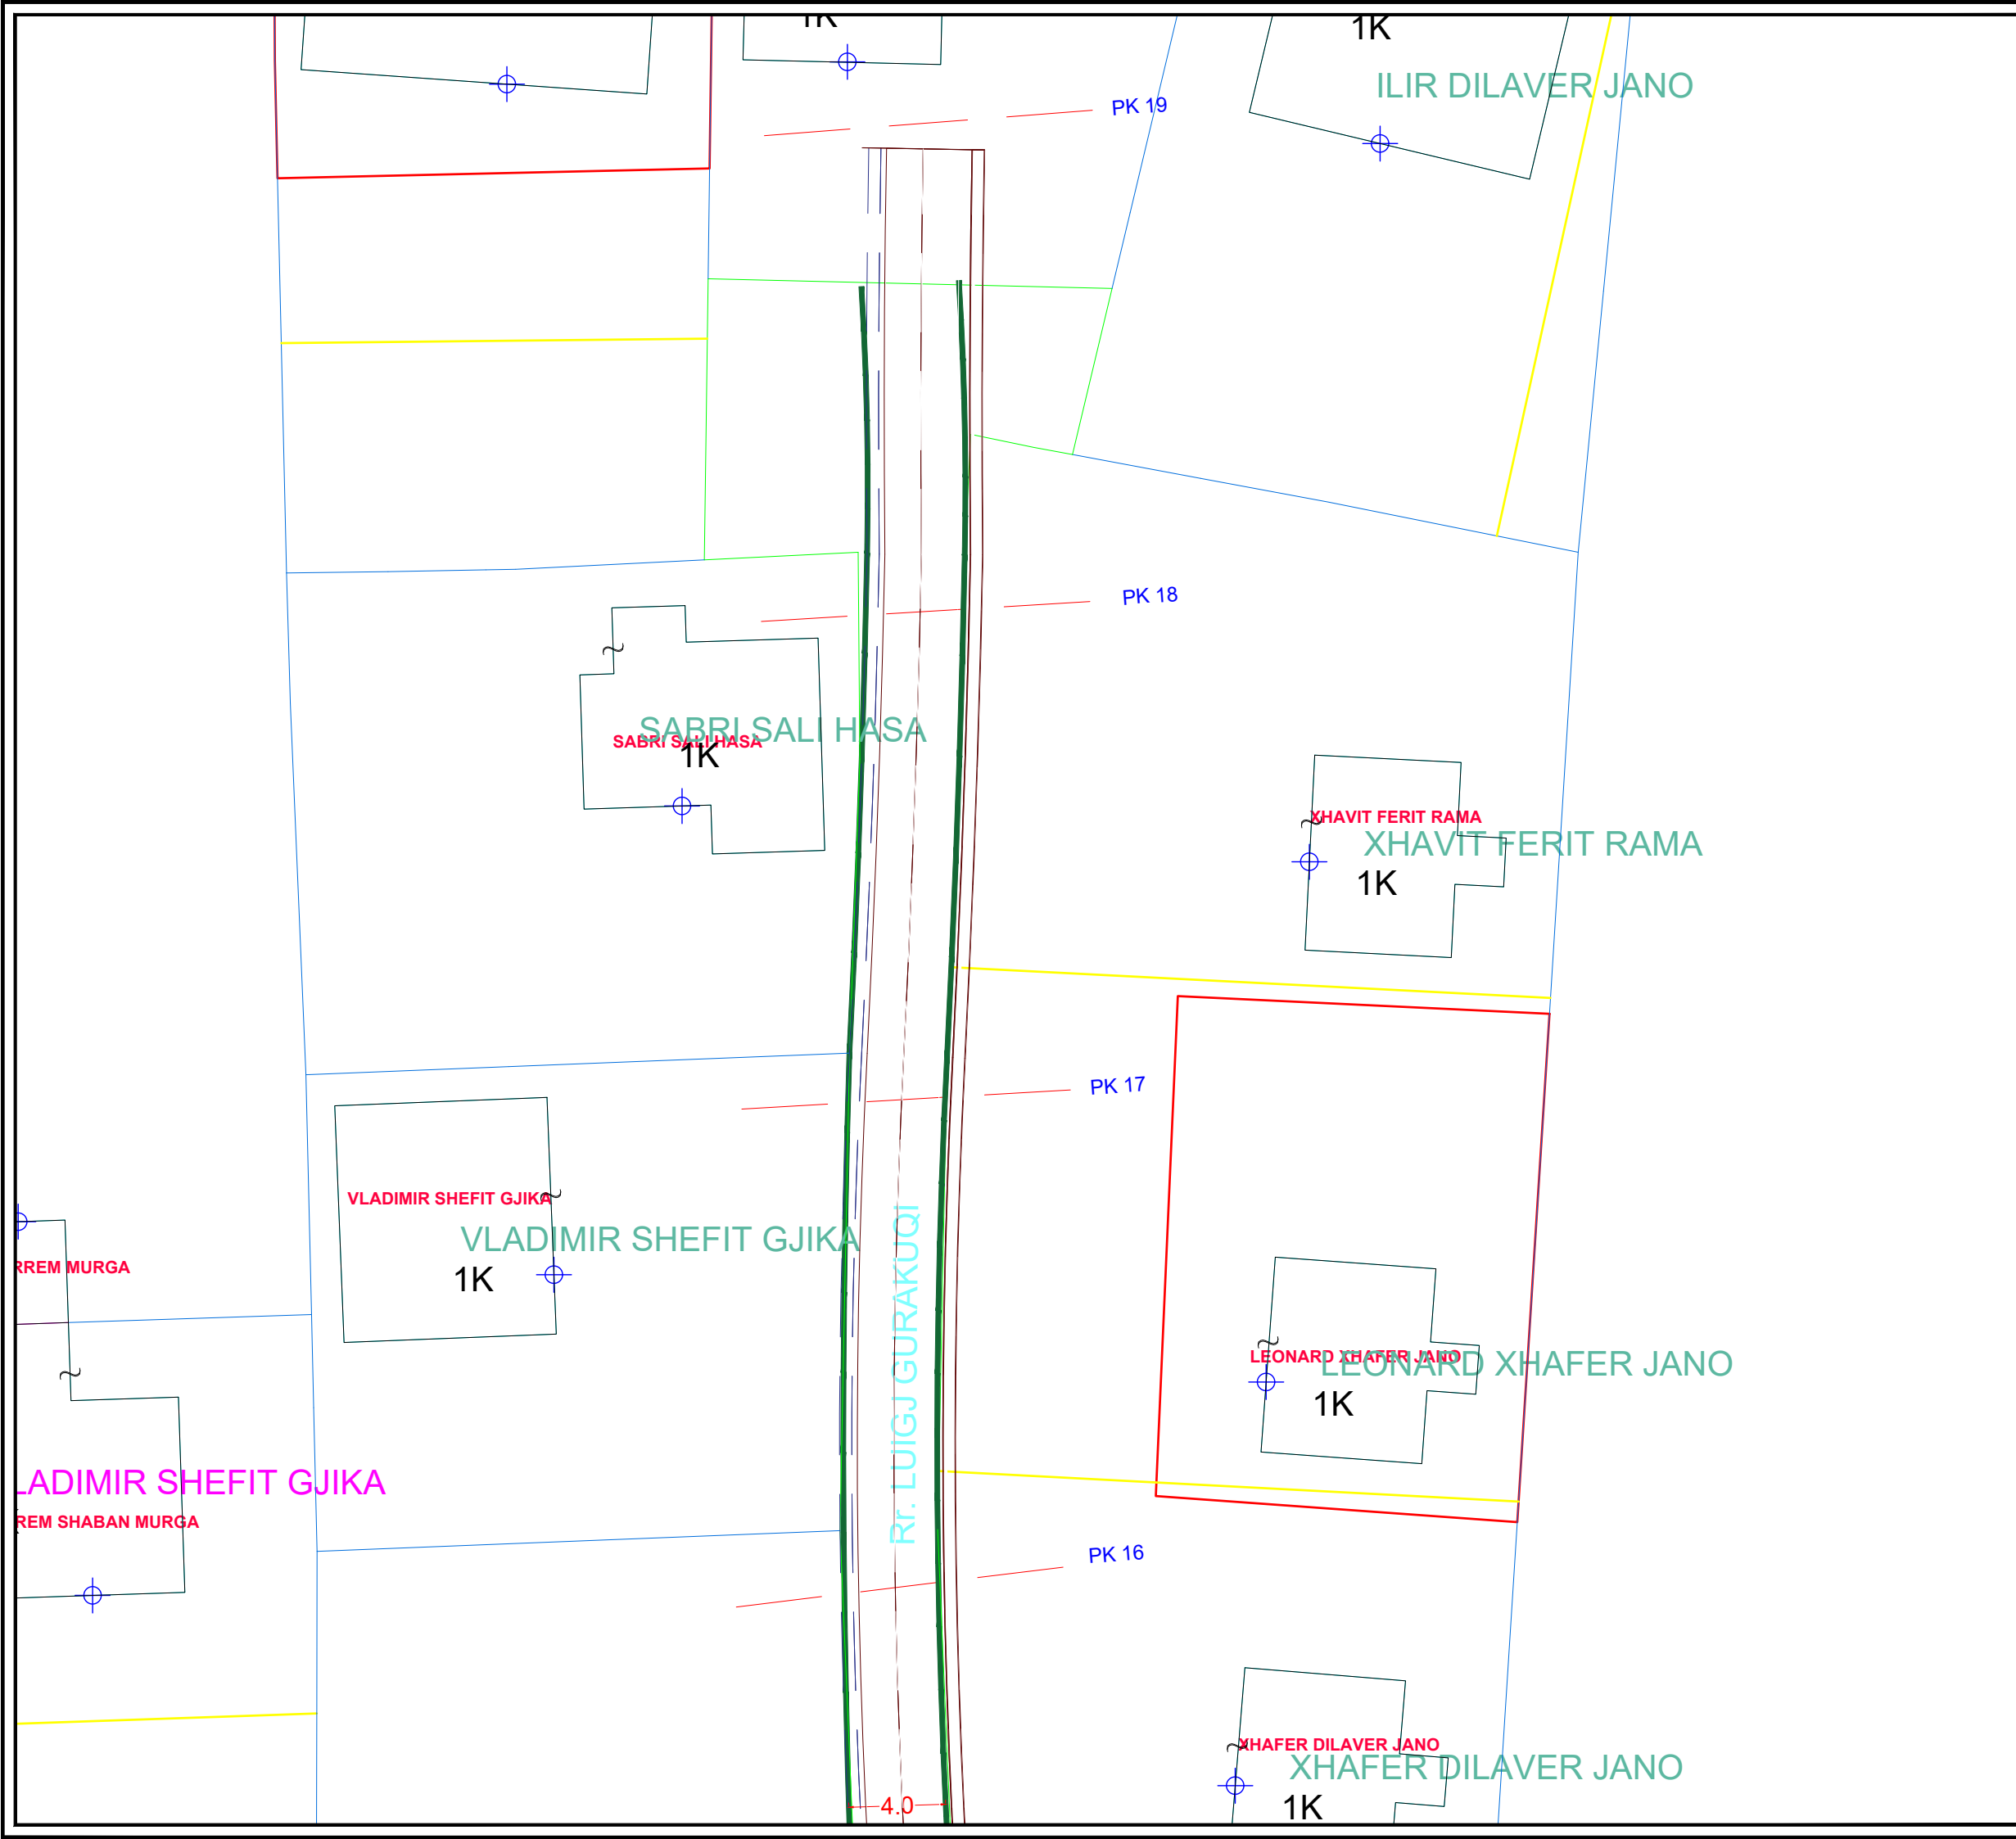 1K
1K
ILIR DILAVER JANO
PK 19
PK 18
SABRI SALI HASA
SABRI SALI HASA
1K
XHAVIT FERIT RAMA
XHAVIT FERIT RAMA
1K
PK 17
VLADIMIR SHEFIT GJIKA
VLADIMIR SHEFIT GJIKA
1K
RREM MURGA
Rr. LUIGJ GURAKUQI
LEONARD XHAFER JANO
LEONARD XHAFER JANO
1K
LADIMIR SHEFIT GJIKA
REM SHABAN MURGA
PK 16
XHAFER DILAVER JANO
XHAFER DILAVER JANO
1K
4.0